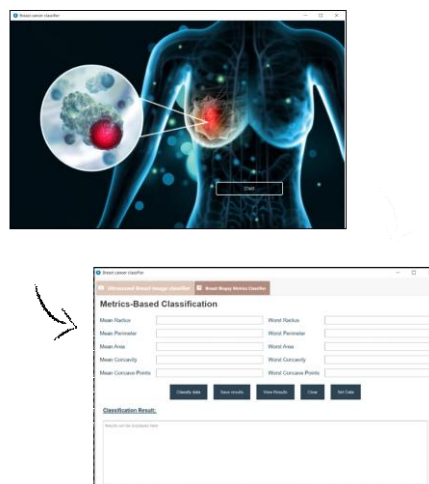 Breast cancer classifier
Start
Breast cancer classifier
Ultrasound Breast Image classifier Breast Biopsy Metrics Classifier
Metrics-Based Classification
Mean Radius Worst Radius
Mean Perimeter Worst Perimeter
Mean Area Worst Area
Mean Concavity Worst Concavity
Mean Concave Points Worst Concave Points
Classify data Save results View Results Clear Set Data
Classification Result:
Results will be displayed here